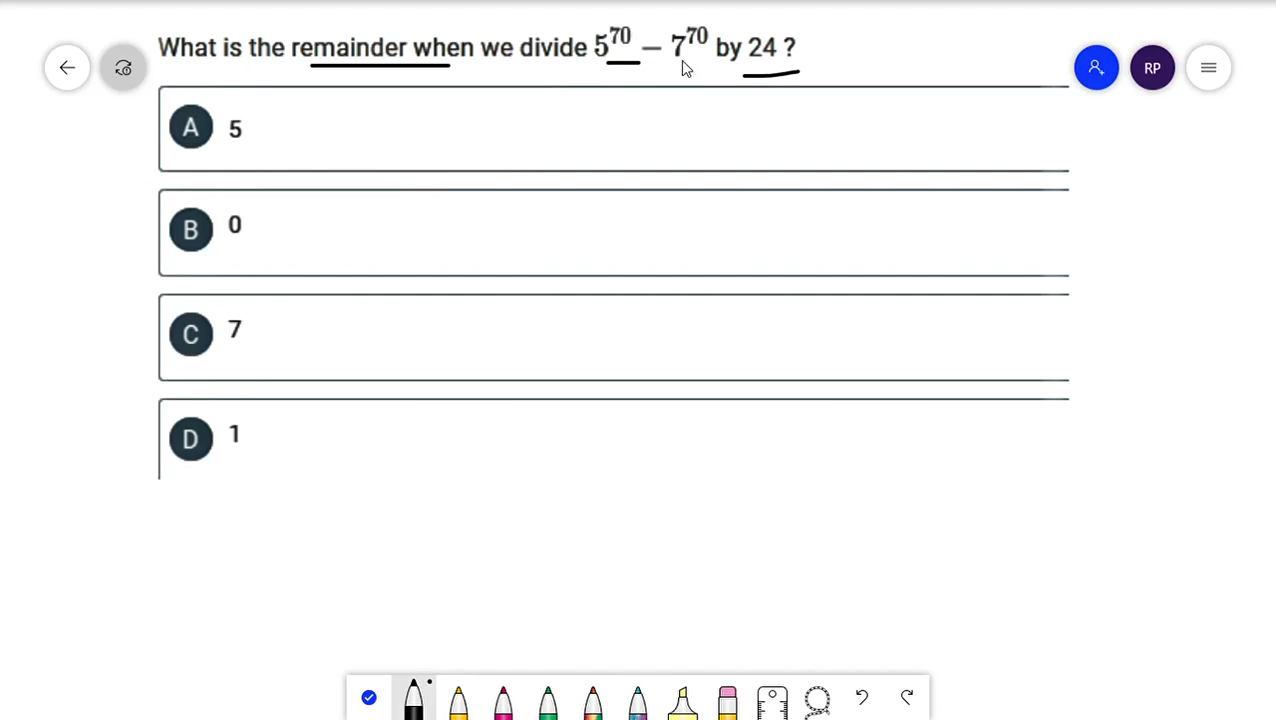 What is the remainder when we divide 5^70 − 7^70 by 24 ?
RP
A 5
B 0
C 7
D 1